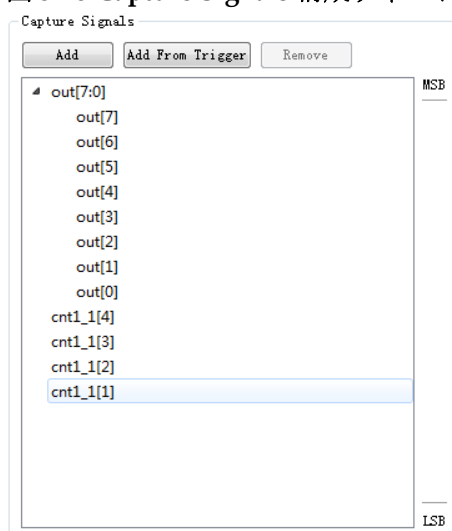 Capture Signals
Add
Add From Trigger
Remove
MSB
out[7:0]
out[7]
out[6]
out[5]
out[4]
out[3]
out[2]
out[1]
out[0]
cnt1_1[4]
cnt1_1[3]
cnt1_1[2]
cnt1_1[1]
LSB